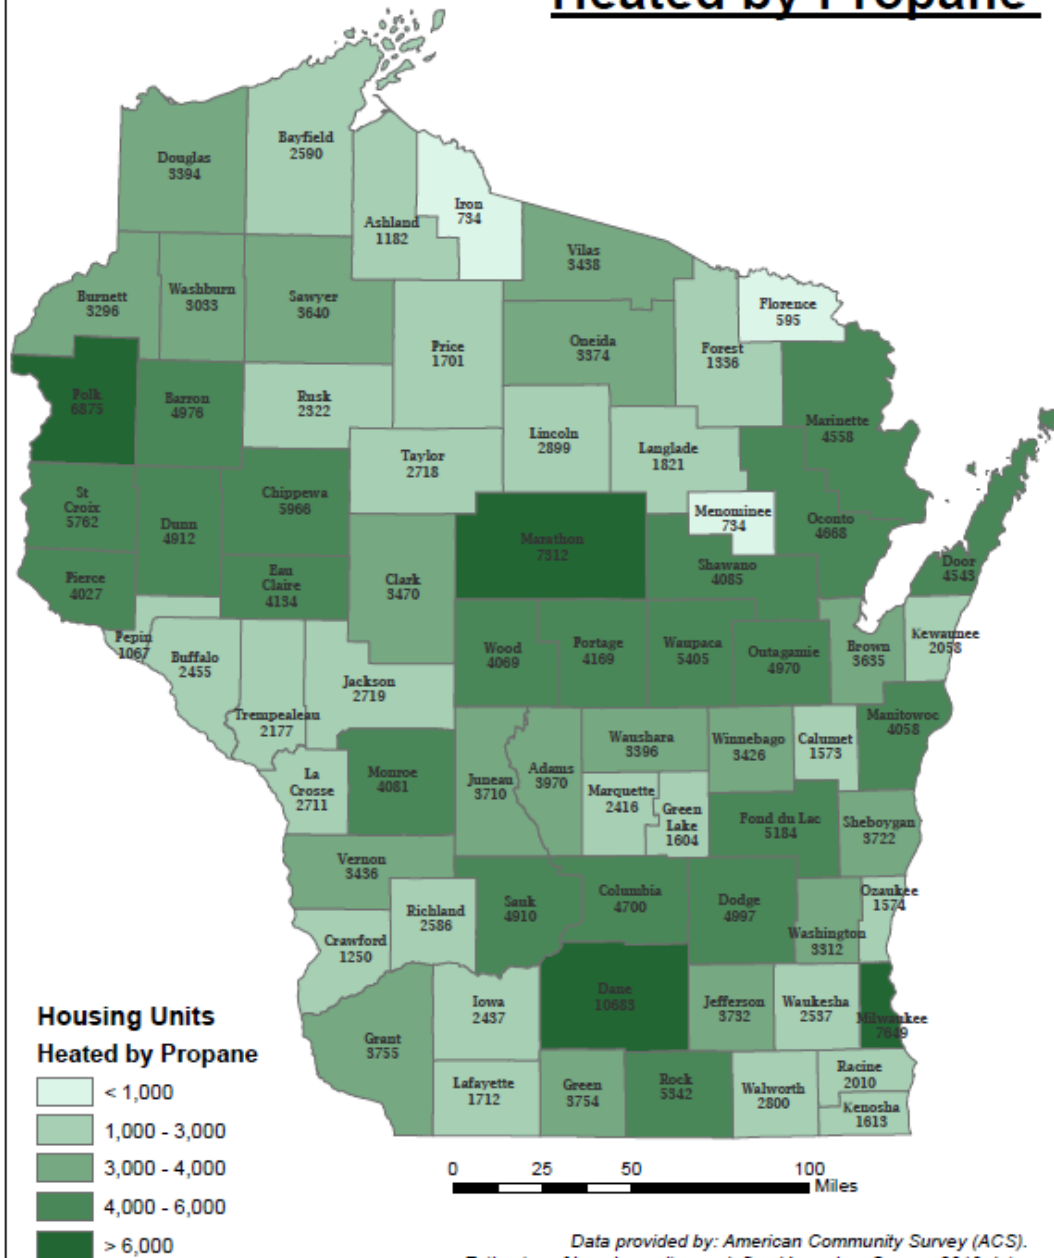 Heated by Propane
Bayfield
2590
Douglas
3394
Iron
734
Ashland
1182
Vilas
3438
Burnett
3296
Washburn
3033
Sawyer
3640
Florence
595
Price
1701
Oneida
3374
Forest
1336
Polk
6875
Barron
4976
Rusk
2322
Marinette
4558
Lincoln
2899
Langlade
1821
Taylor
2718
St
Croix
5762
Chippewa
5966
Dunn
4912
Menominee
734
Oconto
4668
Marathon
7312
Shawano
4085
Door
4543
Pierce
4027
Eau
Claire
4134
Clark
3470
Pepin
1067
Buffalo
2455
Wood
4069
Portage
4169
Waupaca
5405
Outagamie
4970
Brown
3635
Kewaunee
2058
Jackson
2719
Trempealeau
2177
Manitowoc
4058
Waushara
3396
Winnebago
3426
Calumet
1573
La
Crosse
2711
Monroe
4081
Juneau
3710
Adams
3970
Marquette
2416
Green
Lake
1604
Fond du Lac
5184
Sheboygan
3722
Vernon
3436
Richland
2586
Sauk
4910
Columbia
4700
Dodge
4997
Ozaukee
1574
Washington
3312
Crawford
1250
Iowa
2437
Dane
10683
Jefferson
3732
Waukesha
2537
Milwaukee
7649
Grant
3755
Lafayette
1712
Green
3754
Rock
5342
Walworth
2800
Racine
2010
Kenosha
1613
Housing Units
Heated by Propane
< 1,000
1,000 - 3,000
3,000 - 4,000
4,000 - 6,000
> 6,000
0 25 50 100
Miles
Data provided by: American Community Survey (ACS).